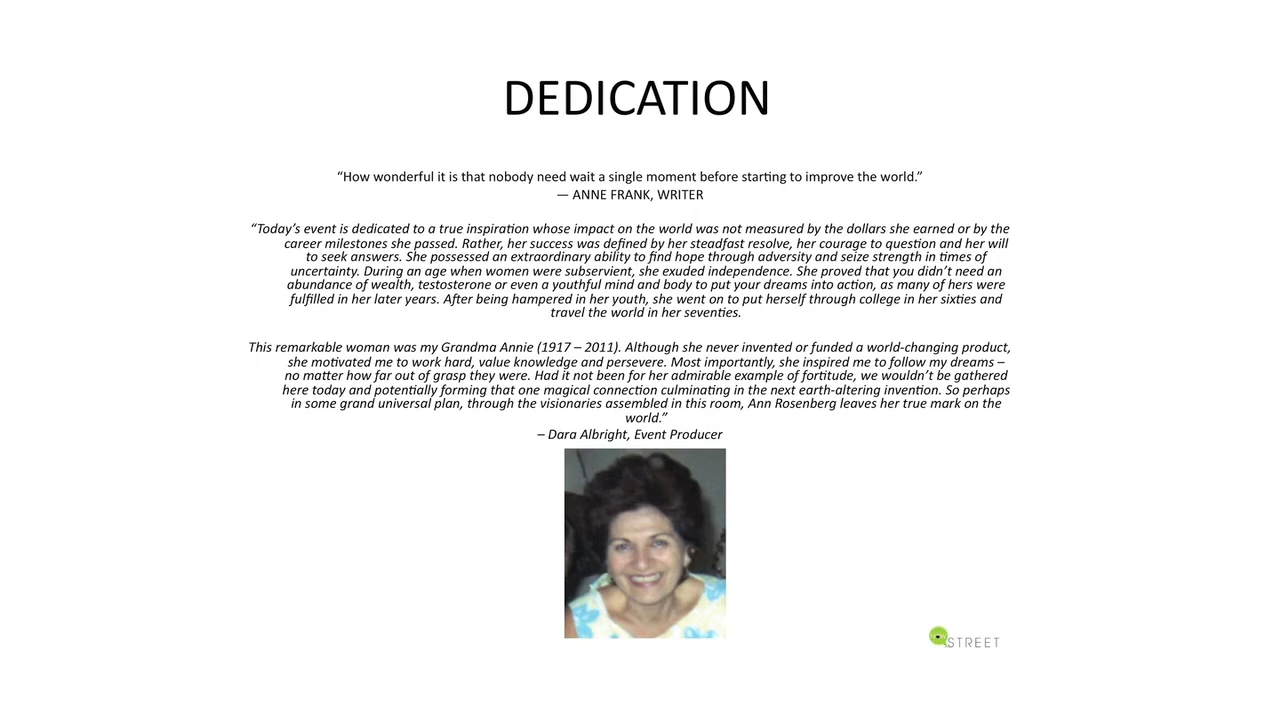 DEDICATION
“How wonderful it is that nobody need wait a single moment before starting to improve the world.”
— ANNE FRANK, WRITER
“Today’s event is dedicated to a true inspiration whose impact on the world was not measured by the dollars she earned or by the
career milestones she passed. Rather, her success was defined by her steadfast resolve, her courage to question and her will
to seek answers. She possessed an extraordinary ability to find hope through adversity and seize strength in times of
uncertainty. During an age when women were subservient, she exuded independence. She proved that you didn’t need an
abundance of wealth, testosterone or even a youthful mind and body to put your dreams into action, as many of hers were
fulfilled in her later years. After being hampered in her youth, she went on to put herself through college in her sixties and
travel the world in her seventies.
This remarkable woman was my Grandma Annie (1917 – 2011). Although she never invented or funded a world-changing product,
she motivated me to work hard, value knowledge and persevere. Most importantly, she inspired me to follow my dreams –
no matter how far out of grasp they were. Had it not been for her admirable example of fortitude, we wouldn’t be gathered
here today and potentially forming that one magical connection culminating in the next earth-altering invention. So perhaps
in some grand universal plan, through the visionaries assembled in this room, Ann Rosenberg leaves her true mark on the
world.”
– Dara Albright, Event Producer
STREET